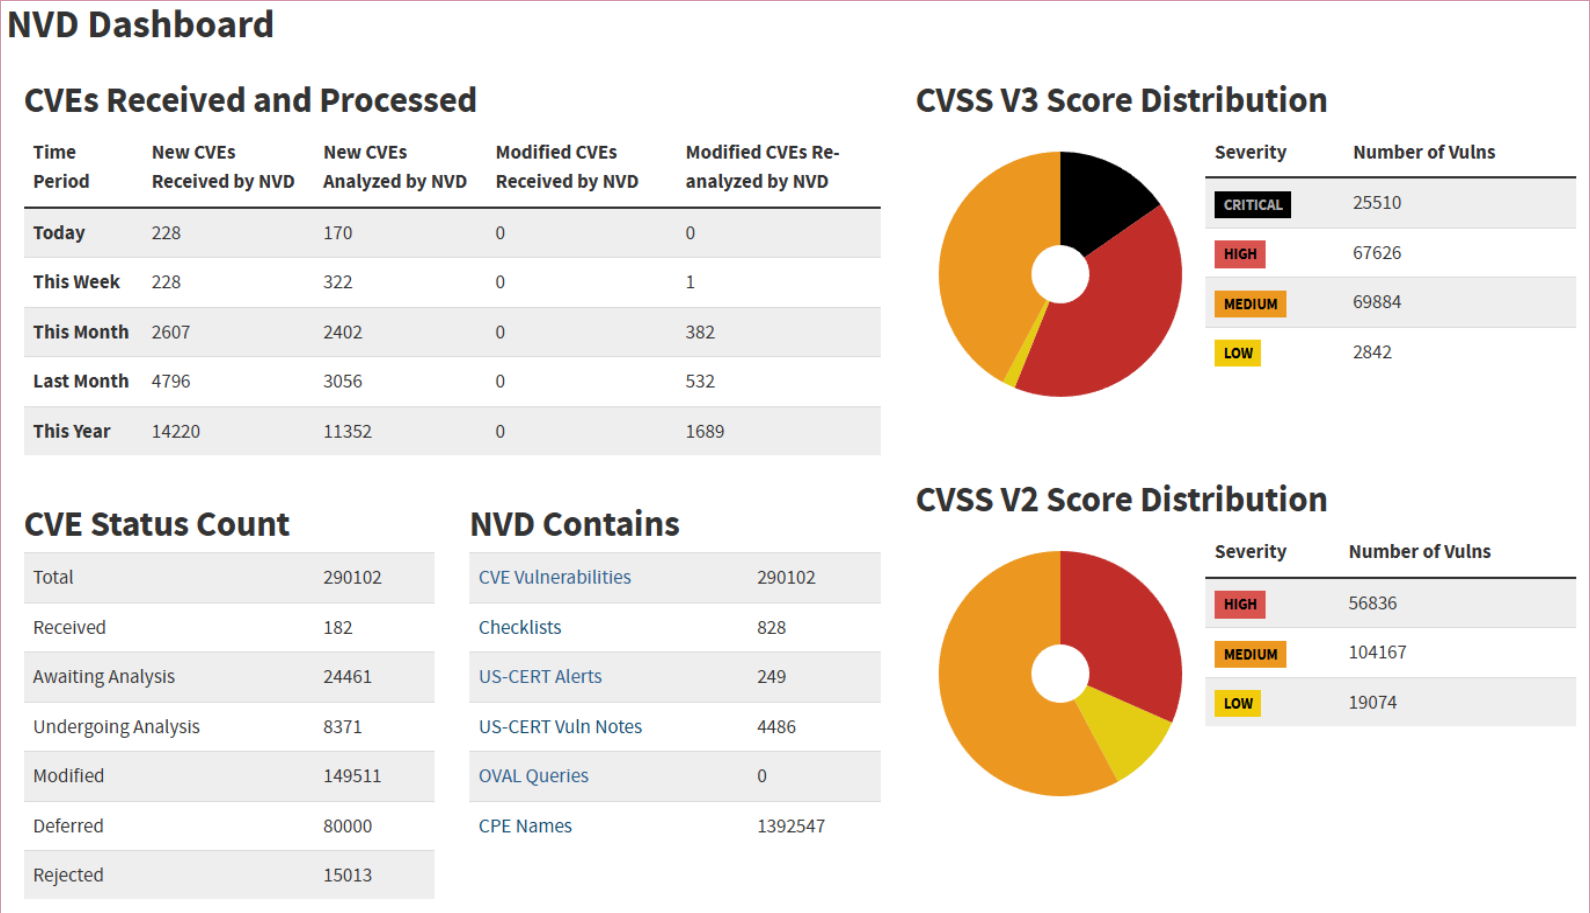 NVD Dashboard
CVEs Received and Processed
Time Period New CVEs Received by NVD New CVEs Analyzed by NVD Modified CVEs Received by NVD Modified CVEs Re-analyzed by NVD
Today 228 170 0 0
This Week 228 322 0 1
This Month 2607 2402 0 382
Last Month 4796 3056 0 532
This Year 14220 11352 0 1689
CVE Status Count
Total 290102
Received 182
Awaiting Analysis 24461
Undergoing Analysis 8371
Modified 149511
Deferred 80000
Rejected 15013
NVD Contains
CVE Vulnerabilities 290102
Checklists 828
US-CERT Alerts 249
US-CERT Vuln Notes 4486
OVAL Queries 0
CPE Names 1392547
CVSS V3 Score Distribution
Severity Number of Vulns
CRITICAL 25510
HIGH 67626
MEDIUM 69884
LOW 2842
CVSS V2 Score Distribution
Severity Number of Vulns
HIGH 56836
MEDIUM 104167
LOW 19074